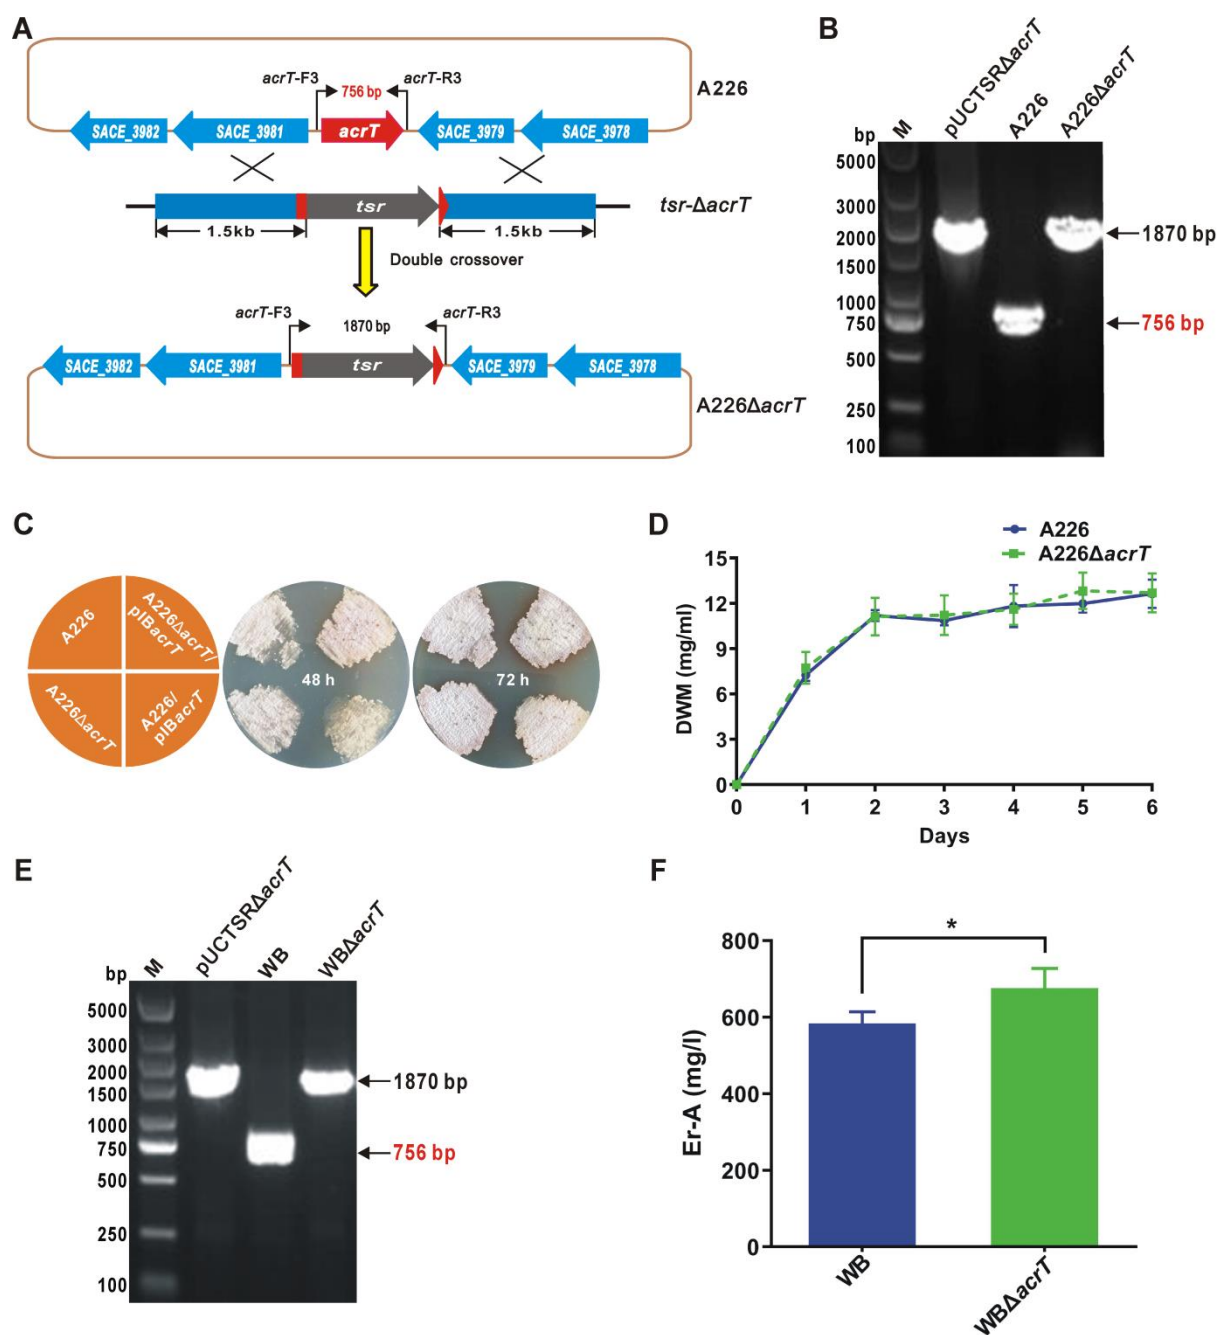 A
acrT-F3
756 bp
acrT-R3
A226
SACE_3982
SACE_3981
acrT
SACE_3979
SACE_3978
tsr
tsr-ΔacrT
1.5kb
1.5kb
Double crossover
acrT-F3
1870 bp
acrT-R3
SACE_3982
SACE_3981
tsr
SACE_3979
SACE_3978
A226ΔacrT
B
bp
M
pUCTSRΔacrT
A226
A226ΔacrT
5000
3000
2000
1500
1000
750
500
250
100
1870 bp
756 bp
C
A226
A226ΔacrT/
pIBacrT
A226ΔacrT
A226/
pIBacrT
48 h
72 h
D
A226
A226ΔacrT
DWM (mg/ml)
15
12
9
6
3
0
0 1 2 3 4 5 6
Days
E
bp
M
pUCTSRΔacrT
WB
WBΔacrT
5000
3000
2000
1500
1000
750
500
250
100
1870 bp
756 bp
F
Er-A (mg/l)
800
600
400
200
0
*
WB
WBΔacrT